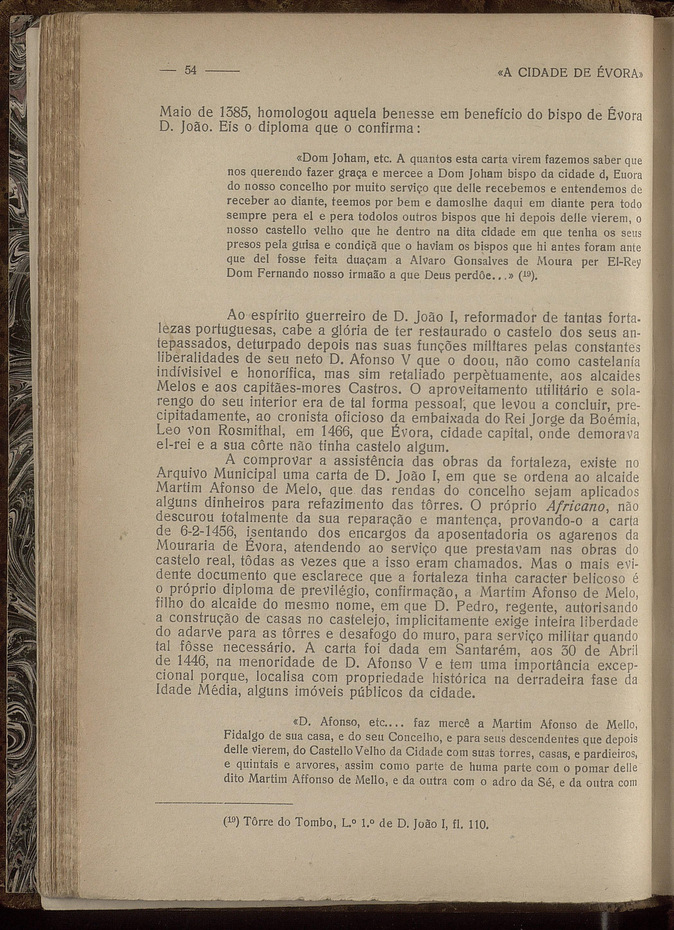 — 54 —— «A CIDADE DE ÉVORA»
Maio de 1385, homologou aquela benesse em benefício do bispo de Évora
D. João. Eis o diploma que o confirma:
«Dom Joham, etc. A quantos esta carta virem fazemos saber que
nos querendo fazer graça e mercee a Dom Joham bispo da cidade d, Euora
do nosso concelho por muito serviço que delle recebemos e entendemos de
receber ao diante, teemos por bem e damoslhe daqui em diante pera todo
sempre pera el e pera todolos outros bispos que hi depois delle vierem, o
nosso castello velho que he dentro na dita cidade em que tenha os seus
presos pela guisa e condiçã que o haviam os bispos que hi antes foram ante
que del fosse feita duaçam a Alvaro Gonsalves de Moura per El-Rey
Dom Fernando nosso irmaão a que Deus perdôe...» (¹⁹).
Ao espírito guerreiro de D. João I, reformador de tantas forta-
lezas portuguesas, cabe a glória de ter restaurado o castelo dos seus an-
tepassados, deturpado depois nas suas funções militares pelas constantes
liberalidades de seu neto D. Afonso V que o doou, não como castelania
indívisivel e honorífica, mas sim retaliado perpètuamente, aos alcaides
Melos e aos capitães-mores Castros. O aproveitamento utilitário e sola-
rengo do seu interior era de tal forma pessoal, que levou a concluir, pre-
cipitadamente, ao cronista oficioso da embaixada do Rei Jorge da Boémia,
Leo von Rosmithal, em 1466, que Évora, cidade capital, onde demorava
el-rei e a sua côrte não tinha castelo algum.
A comprovar a assistência das obras da fortaleza, existe no
Arquivo Municipal uma carta de D. João I, em que se ordena ao alcaide
Martim Afonso de Melo, que das rendas do concelho sejam aplicados
alguns dinheiros para refazimento das tôrres. O próprio Africano, não
descurou totalmente da sua reparação e mantença, provando-o a carta
de 6-2-1456, isentando dos encargos da aposentadoria os agarenos da
Mouraria de Évora, atendendo ao serviço que prestavam nas obras do
castelo real, tôdas as vezes que a isso eram chamados. Mas o mais evi-
dente documento que esclarece que a fortaleza tinha caracter belicoso é
o próprio diploma de previlégio, confirmação, a Martim Afonso de Melo,
filho do alcaide do mesmo nome, em que D. Pedro, regente, autorisando
a construção de casas no castelejo, implicitamente exige inteira liberdade
do adarve para as tôrres e desafogo do muro, para serviço militar quando
tal fôsse necessário. A carta foi dada em Santarém, aos 30 de Abril
de 1446, na menoridade de D. Afonso V e tem uma importância excep-
cional porque, localisa com propriedade histórica na derradeira fase da
Idade Média, alguns imóveis públicos da cidade.
«D. Afonso, etc.... faz mercê a Martim Afonso de Mello,
Fidalgo de sua casa, e do seu Concelho, e para seus descendentes que depois
delle vierem, do Castello Velho da Cidade com suas torres, casas, e pardieiros,
e quintais e arvores, assim como parte de huma parte com o pomar delle
dito Martim Affonso de Mello, e da outra com o adro da Sé, e da outra com
(¹⁹) Tôrre do Tombo, L.º 1.º de D. João I, fl. 110.